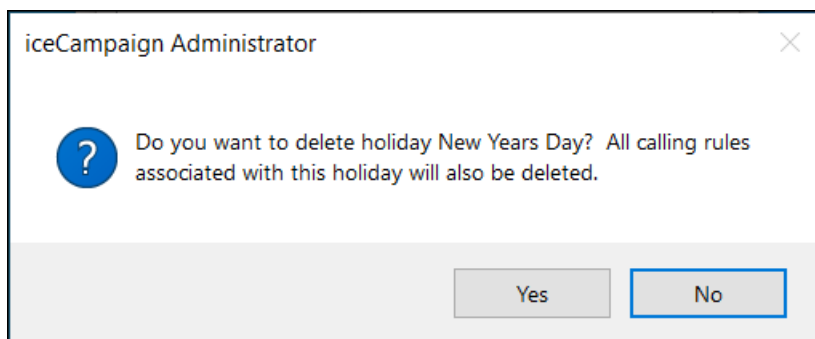 iceCampaign Administrator
Do you want to delete holiday New Years Day?  All calling rules
associated with this holiday will also be deleted.
Yes
No